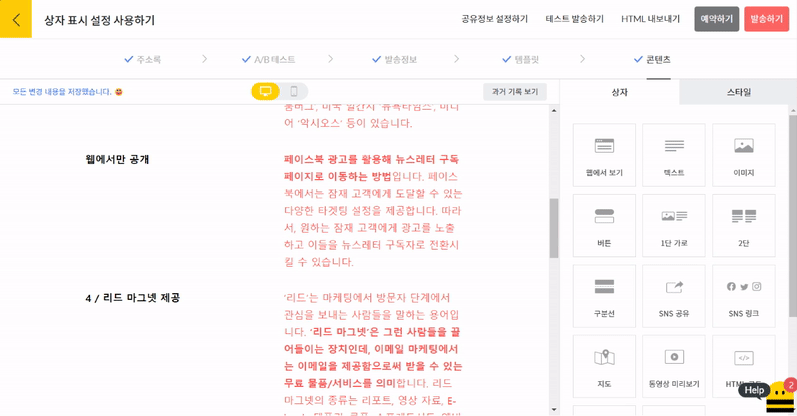 상자 표시 설정 사용하기
공유정보 설정하기
테스트 발송하기
HTML 내보내기
예약하기
발송하기
주소록
A/B 테스트
발송정보
템플릿
콘텐츠
모든 변경 내용을 저장했습니다.
과거 기록 보기
상자
스타일
어 '악시오스' 등이 있습니다.
웹에서만 공개
페이스북 광고를 활용해 뉴스레터 구독
페이지로 이동하는 방법입니다. 페이스
북에서는 잠재 고객에게 도달할 수 있는
다양한 타겟팅 설정을 제공합니다. 따라
서, 원하는 잠재 고객에게 광고를 노출
하고 이들을 뉴스레터 구독자로 전환시
킬 수 있습니다.
4 / 리드 마그넷 제공
'리드'는 마케팅에서 방문자 단계에서
관심을 보내는 사람들을 말하는 용어입
니다. '리드 마그넷'은 그런 사람들을 끌
어들이는 장치인데, 이메일 마케팅에서
는 이메일을 제공함으로써 받을 수 있는
무료 물품/서비스를 의미합니다. 리드
마그넷의 종류는 리포트, 영상 자료, E-
웹에서 보기
텍스트
이미지
버튼
1단 가로
2단
구분선
SNS 공유
SNS 링크
지도
동영상 미리보기
HTML
Help
2